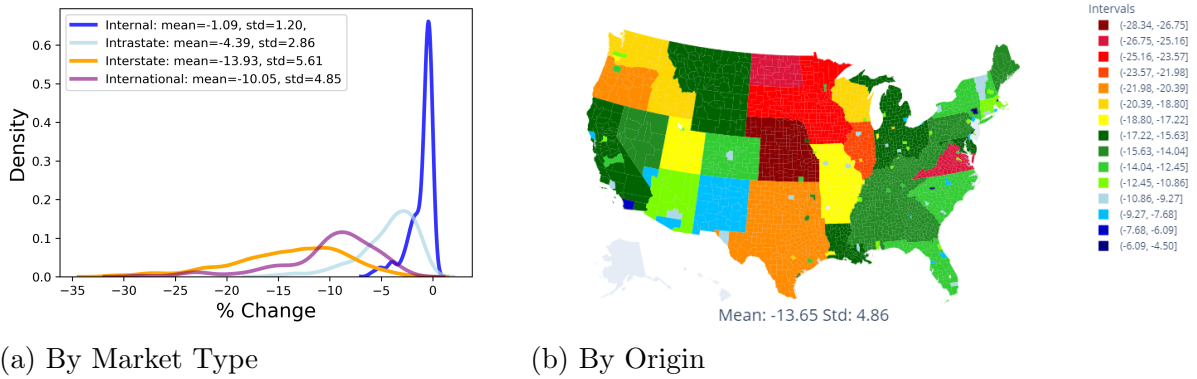 Internal: mean=-1.09, std=1.20,
Intrastate: mean=-4.39, std=2.86
Interstate: mean=-13.93, std=5.61
International: mean=-10.05, std=4.85
Density
0.6
0.5
0.4
0.3
0.2
0.1
0.0
−35 −30 −25 −20 −15 −10 −5 0
% Change
(a) By Market Type
Intervals
(-28.34, -26.75]
(-26.75, -25.16]
(-25.16, -23.57]
(-23.57, -21.98]
(-21.98, -20.39]
(-20.39, -18.80]
(-18.80, -17.22]
(-17.22, -15.63]
(-15.63, -14.04]
(-14.04, -12.45]
(-12.45, -10.86]
(-10.86, -9.27]
(-9.27, -7.68]
(-7.68, -6.09]
(-6.09, -4.50]
Mean: -13.65 Std: 4.86
(b) By Origin